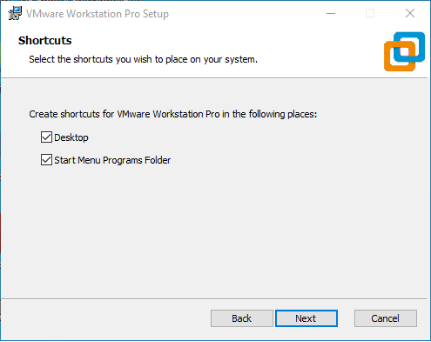 VMware Workstation Pro Setup
Shortcuts
Select the shortcuts you wish to place on your system.
Create shortcuts for VMware Workstation Pro in the following places:
Desktop
Start Menu Programs Folder
Back
Next
Cancel